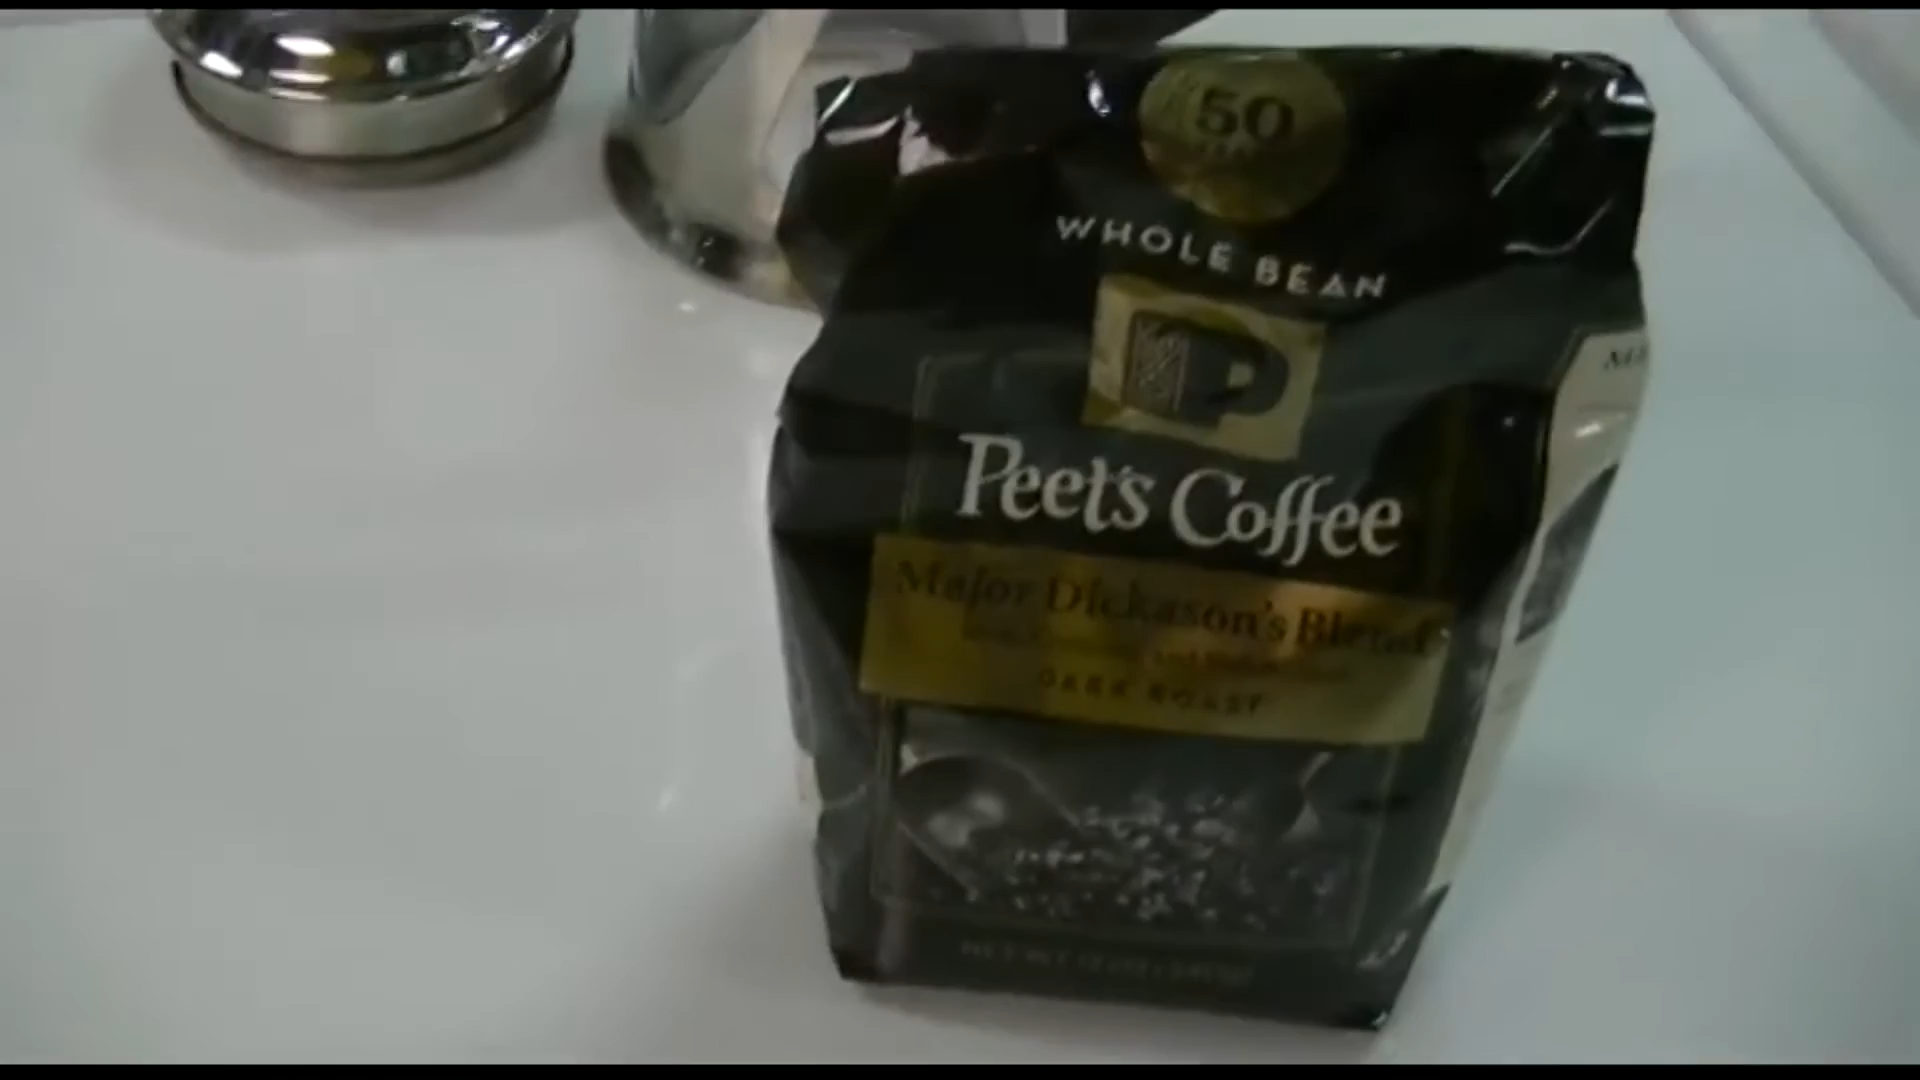 50
WHOLE BEAN
Peet's Coffee
Major Dickason's Blend
DARK ROAST